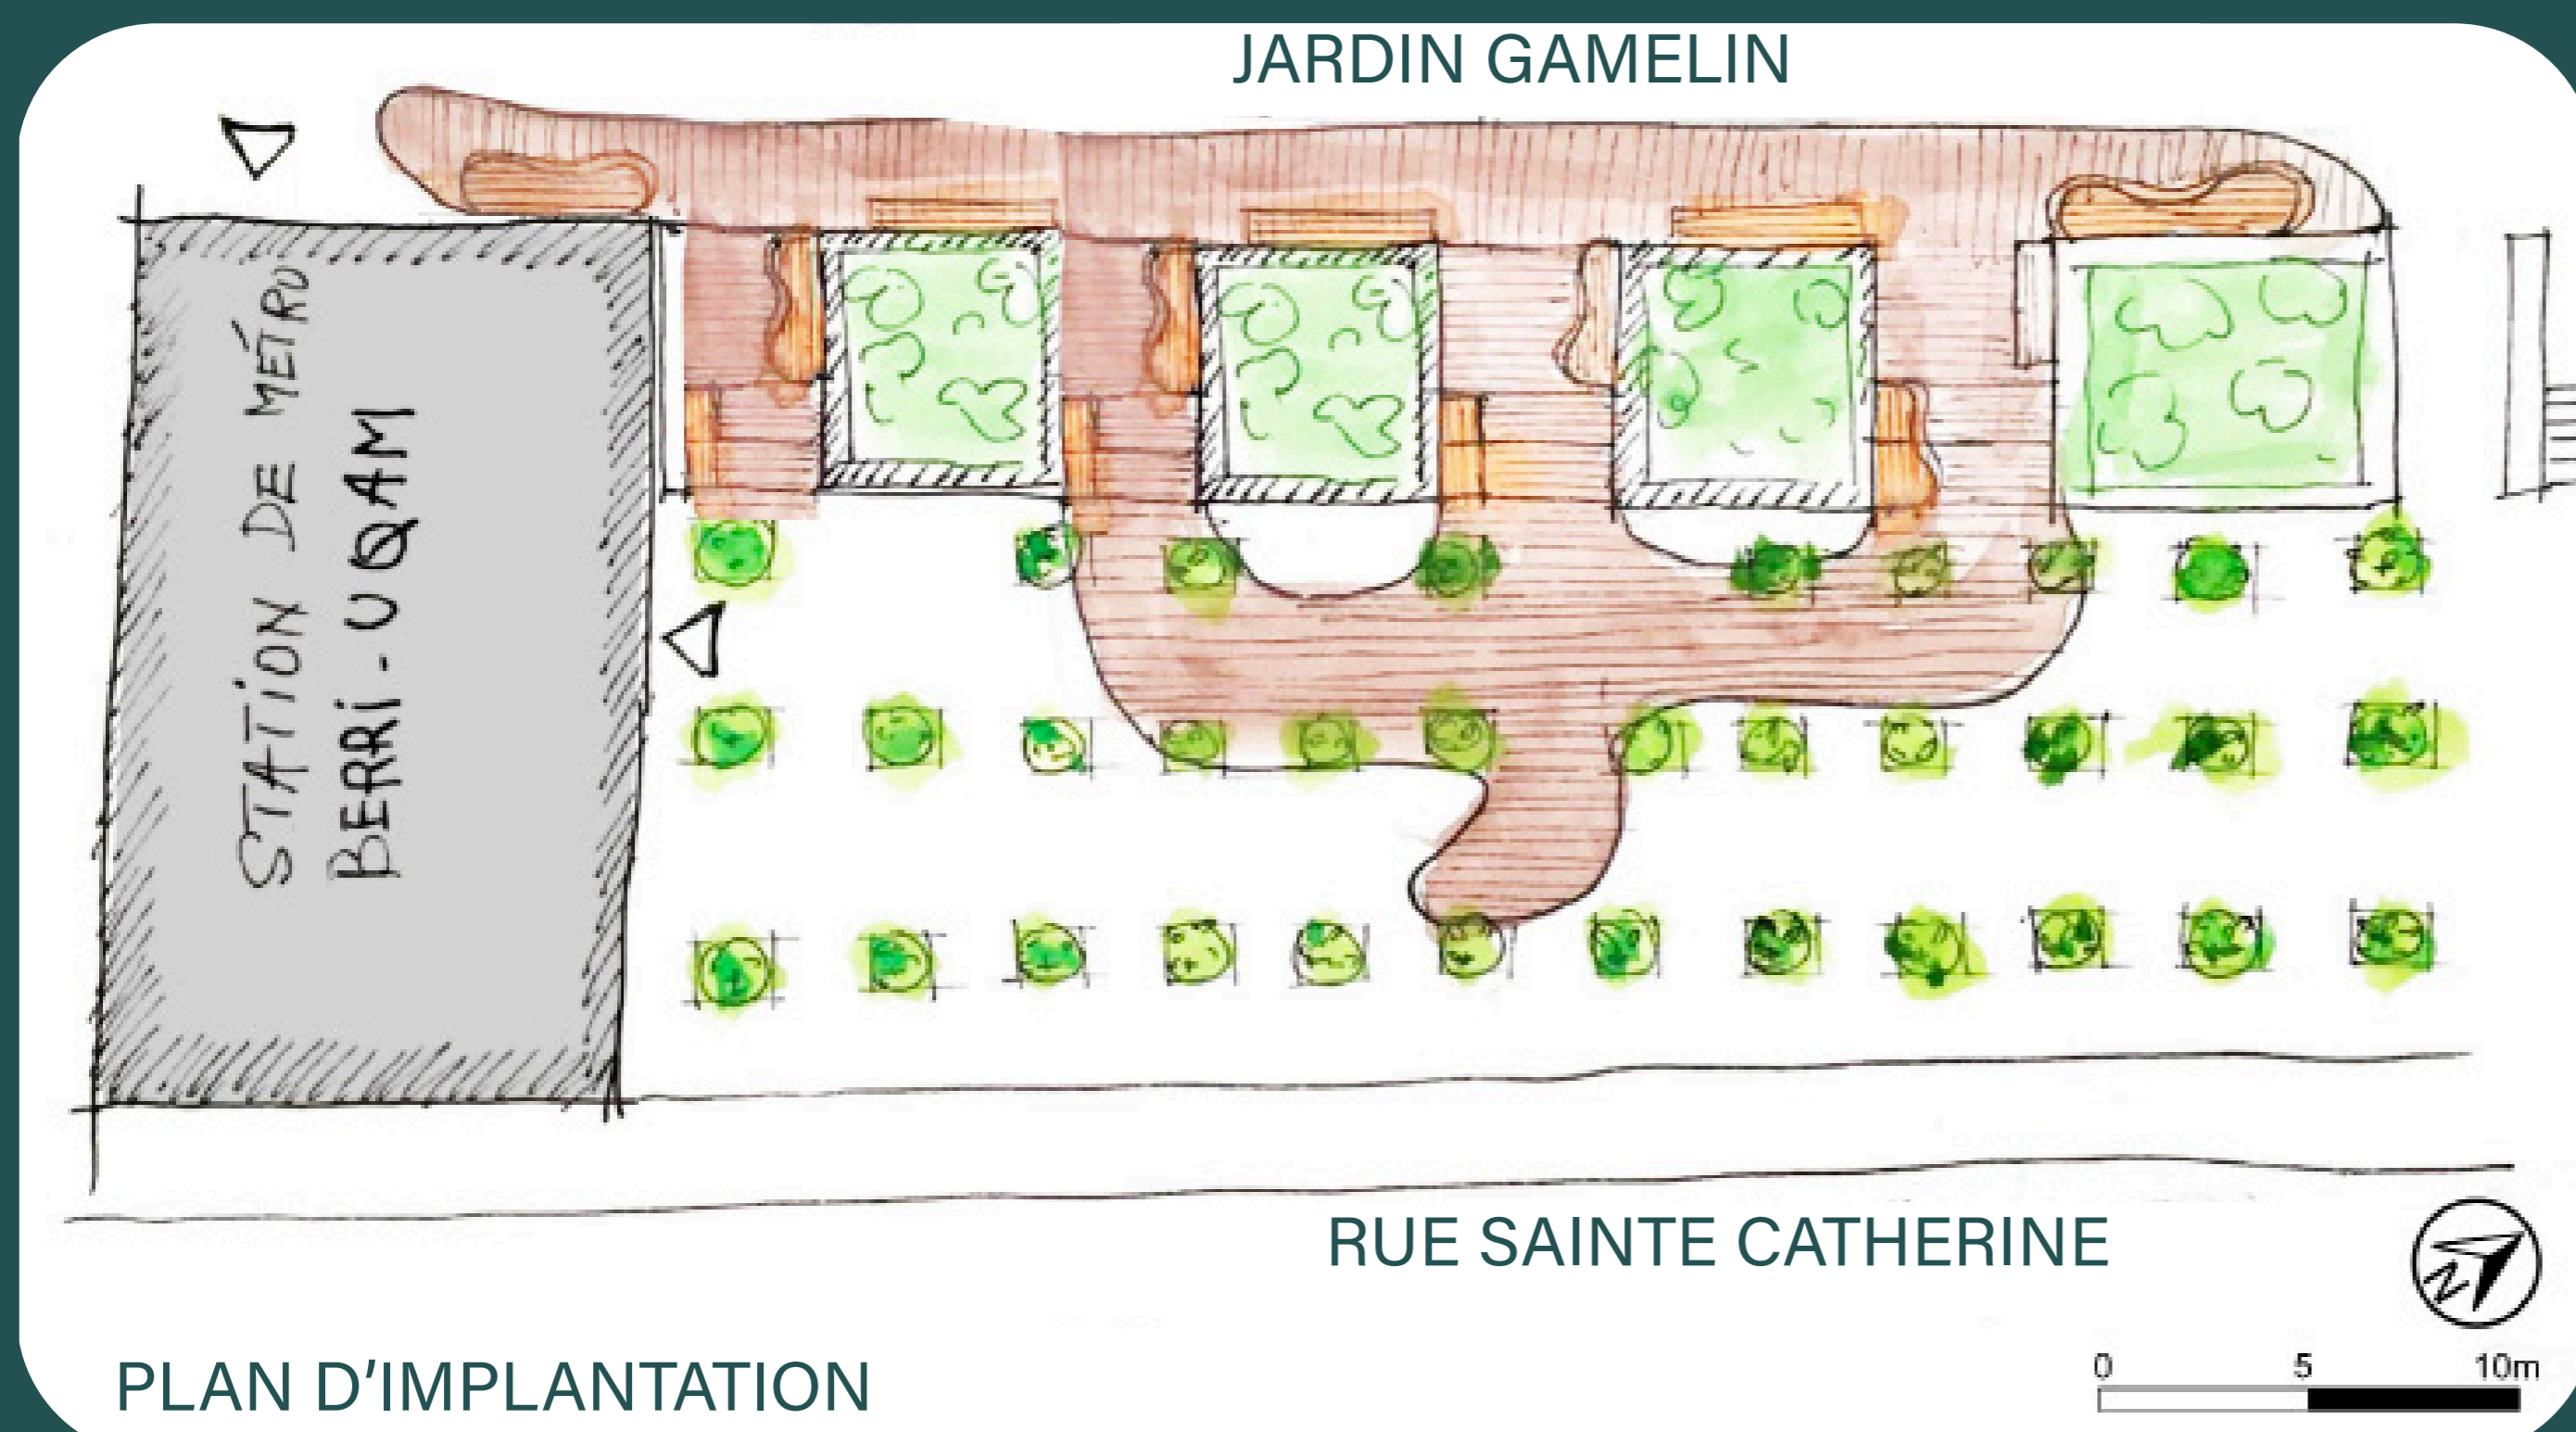 JARDIN GAMELIN
STATION DE MÉTRO
BERRI-UQAM
RUE SAINTE CATHERINE
N
PLAN D'IMPLANTATION
0 5 10m